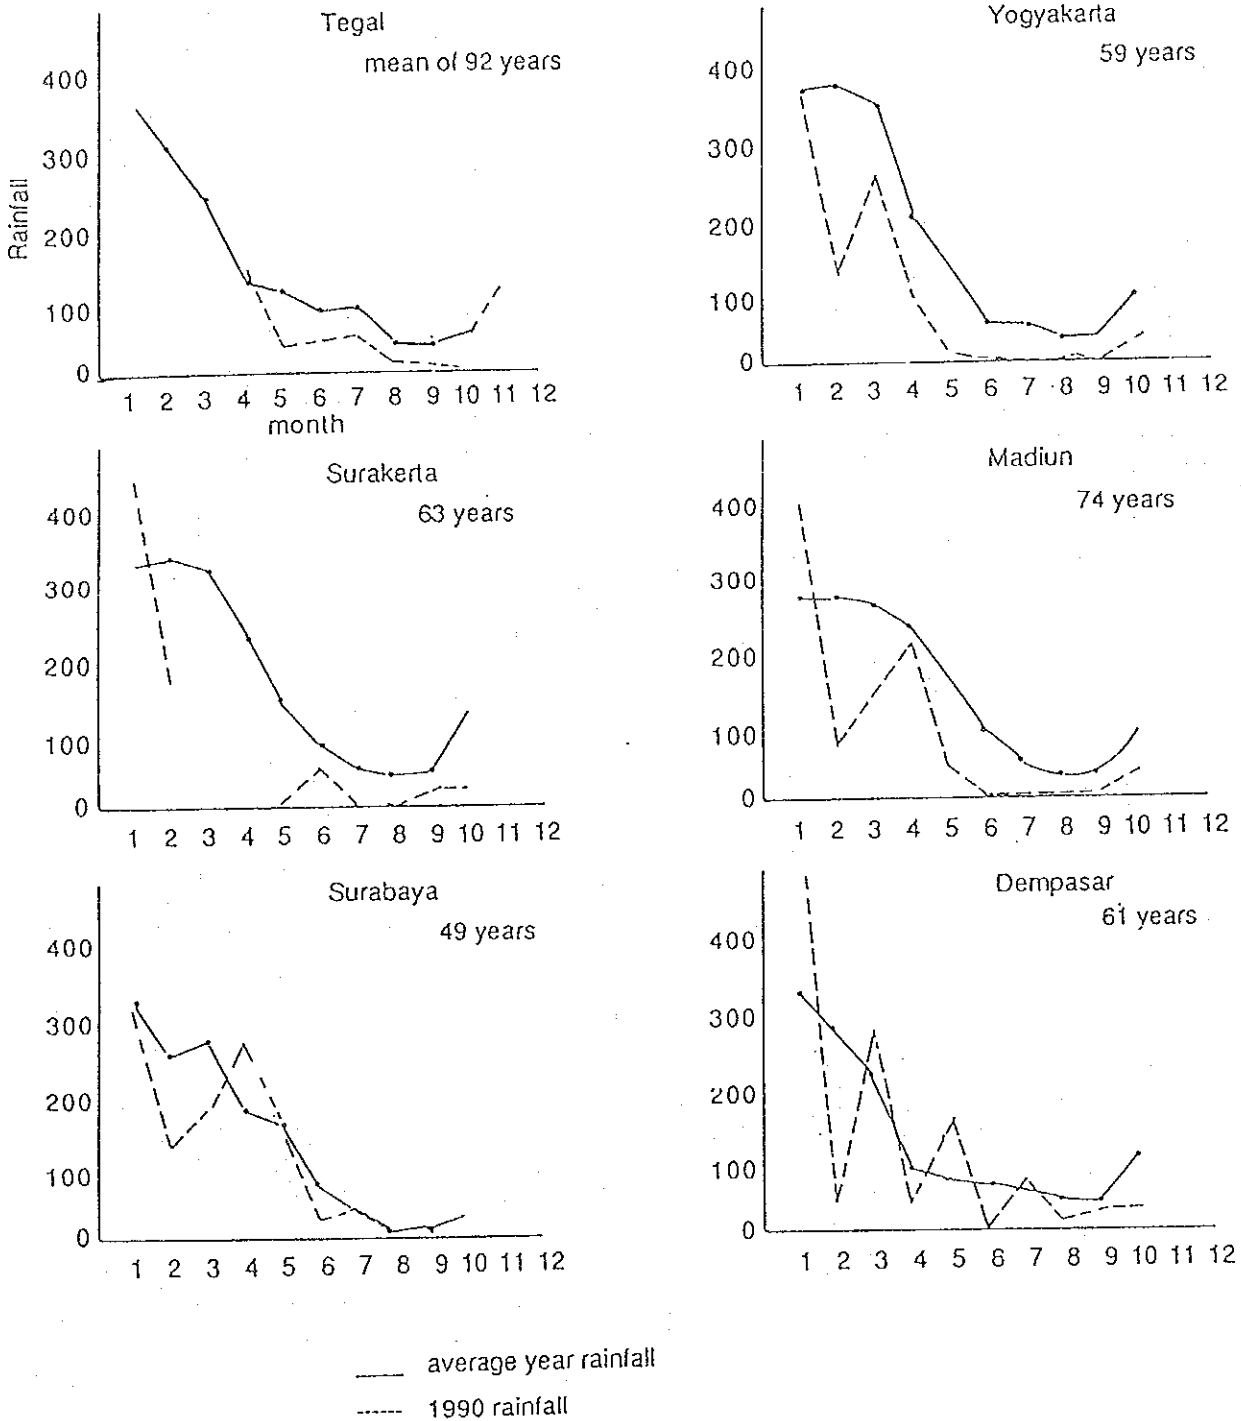 Tegal
mean of 92 years
400
300
200
100
0
Rainfall
1 2 3 4 5 6 7 8 9 10 11 12
month
Yogyakarta
59 years
400
300
200
100
0
1 2 3 4 5 6 7 8 9 10 11 12
Surakerta
63 years
400
300
200
100
0
1 2 3 4 5 6 7 8 9 10 11 12
Madiun
74 years
400
300
200
100
0
1 2 3 4 5 6 7 8 9 10 11 12
Surabaya
49 years
400
300
200
100
0
1 2 3 4 5 6 7 8 9 10 11 12
Dempasar
61 years
400
300
200
100
0
1 2 3 4 5 6 7 8 9 10 11 12
average year rainfall
1990 rainfall